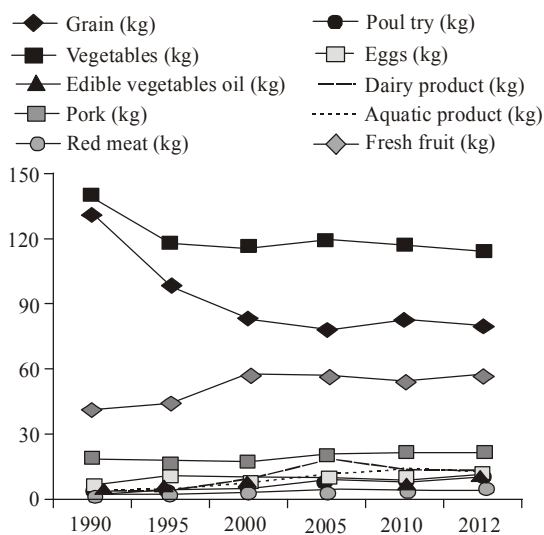 Grain (kg)
Vegetables (kg)
Edible vegetables oil (kg)
Pork (kg)
Red meat (kg)
Poul try (kg)
Eggs (kg)
Dairy product (kg)
Aquatic product (kg)
Fresh fruit (kg)
150
120
90
60
30
0
1990 1995 2000 2005 2010 2012